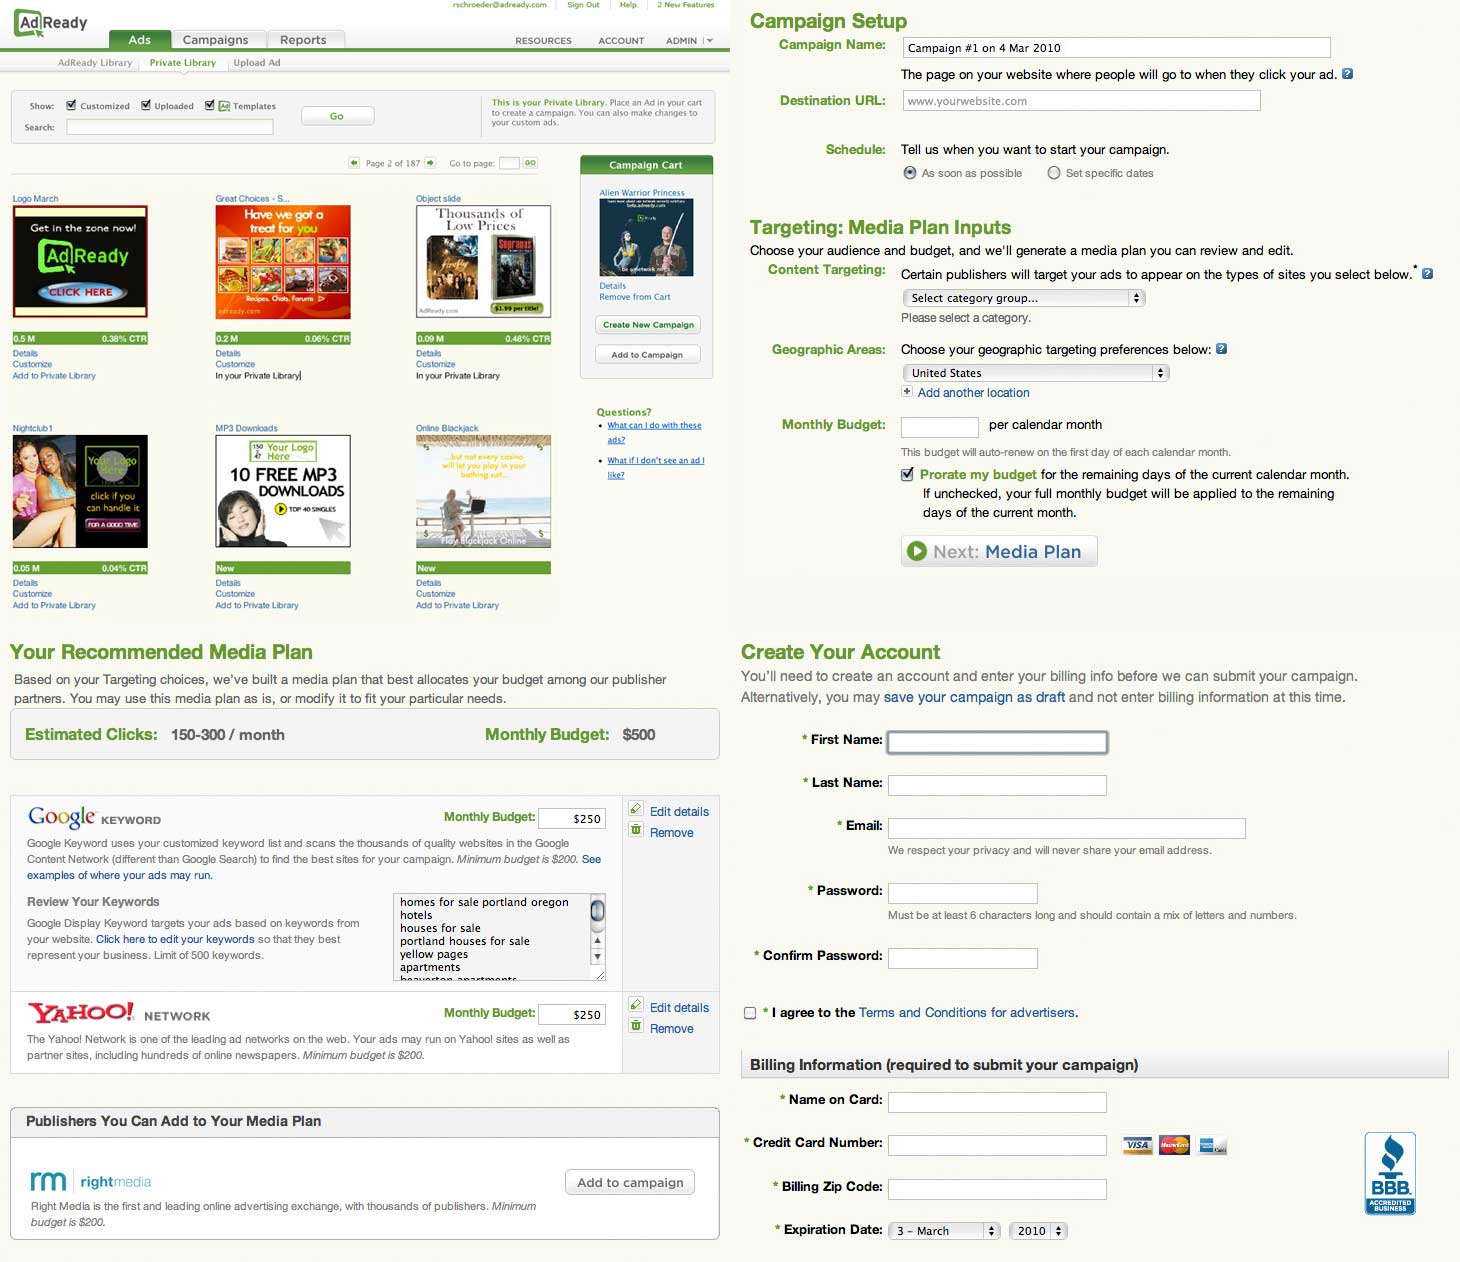 rschroeder@adready.com Sign Out Help 2 New Features
AdReady
Ads Campaigns Reports RESOURCES ACCOUNT ADMIN
AdReady Library Private Library Upload Ad
Show: Customized Uploaded Ad Templates
Search:
Go
This is your Private Library. Place an Ad in your cart
to create a campaign. You can also make changes to
your custom ads.
Page 2 of 187 Go to page: GO
Logo March
Get in the zone now!
AdReady
CLICK HERE
0.5 M 0.38% CTR
Details
Customize
Add to Private Library
Great Choices - S...
Have we got a
treat for you
Recipes, Chats, Forums
adready.com
0.2 M 0.06% CTR
Details
Customize
In your Private Library
Object slide
Thousands of
Low Prices
firefly
Sopranos
AdReady.com $1.99 per title!
0.09 M 0.48% CTR
Details
Customize
In your Private Library
Campaign Cart
Alien Warrior Princess
beta.adready.com
AdReady
be a network ninja
Details
Remove from Cart
Create New Campaign
Add to Campaign
Questions?
What can I do with these
ads?
What if I don't see an ad I
like?
Nightclub1
Your Logo
Here
click if you
can handle it
FOR A GOOD TIME
0.05 M 0.04% CTR
Details
Customize
Add to Private Library
MP3 Downloads
150
x
47
Your Logo
Here
10 FREE MP3
DOWNLOADS
TOP 40 SINGLES
New
Details
Customize
Add to Private Library
Online Blackjack
...but not every casino
will let you play in your
bathing suit...
$ Play Blackjack Online $
New
Details
Customize
Add to Private Library
Campaign Setup
Campaign Name: Campaign #1 on 4 Mar 2010
The page on your website where people will go to when they click your ad. ?
Destination URL: www.yourwebsite.com
Schedule: Tell us when you want to start your campaign.
As soon as possible Set specific dates
Targeting: Media Plan Inputs
Choose your audience and budget, and we'll generate a media plan you can review and edit.
Content Targeting: Certain publishers will target your ads to appear on the types of sites you select below.* ?
Select category group...
Please select a category.
Geographic Areas: Choose your geographic targeting preferences below: ?
United States
+ Add another location
Monthly Budget: per calendar month
This budget will auto-renew on the first day of each calendar month.
Prorate my budget for the remaining days of the current calendar month.
If unchecked, your full monthly budget will be applied to the remaining
days of the current month.
Next: Media Plan
Your Recommended Media Plan
Based on your Targeting choices, we've built a media plan that best allocates your budget among our publisher
partners. You may use this media plan as is, or modify it to fit your particular needs.
Estimated Clicks: 150-300 / month Monthly Budget: $500
Google KEYWORD Monthly Budget: $250
Edit details
Remove
Google Keyword uses your customized keyword list and scans the thousands of quality websites in the Google
Content Network (different than Google Search) to find the best sites for your campaign. Minimum budget is $200. See
examples of where your ads may run.
Review Your Keywords
Google Display Keyword targets your ads based on keywords from
your website. Click here to edit your keywords so that they best
represent your business. Limit of 500 keywords.
homes for sale portland oregon
hotels
houses for sale
portland houses for sale
yellow pages
apartments
beaverton apartments
YAHOO! NETWORK Monthly Budget: $250
Edit details
Remove
The Yahoo! Network is one of the leading ad networks on the web. Your ads may run on Yahoo! sites as well as
partner sites, including hundreds of online newspapers. Minimum budget is $200.
Publishers You Can Add to Your Media Plan
rm rightmedia
Add to campaign
Right Media is the first and leading online advertising exchange, with thousands of publishers. Minimum
budget is $200.
Create Your Account
You'll need to create an account and enter your billing info before we can submit your campaign.
Alternatively, you may save your campaign as draft and not enter billing information at this time.
* First Name:
* Last Name:
* Email:
We respect your privacy and will never share your email address.
* Password:
Must be at least 6 characters long and should contain a mix of letters and numbers.
* Confirm Password:
* I agree to the Terms and Conditions for advertisers.
Billing Information (required to submit your campaign)
* Name on Card:
* Credit Card Number: VISA MasterCard
* Billing Zip Code:
* Expiration Date: 3 - March 2010
BBB
ACCREDITED
BUSINESS